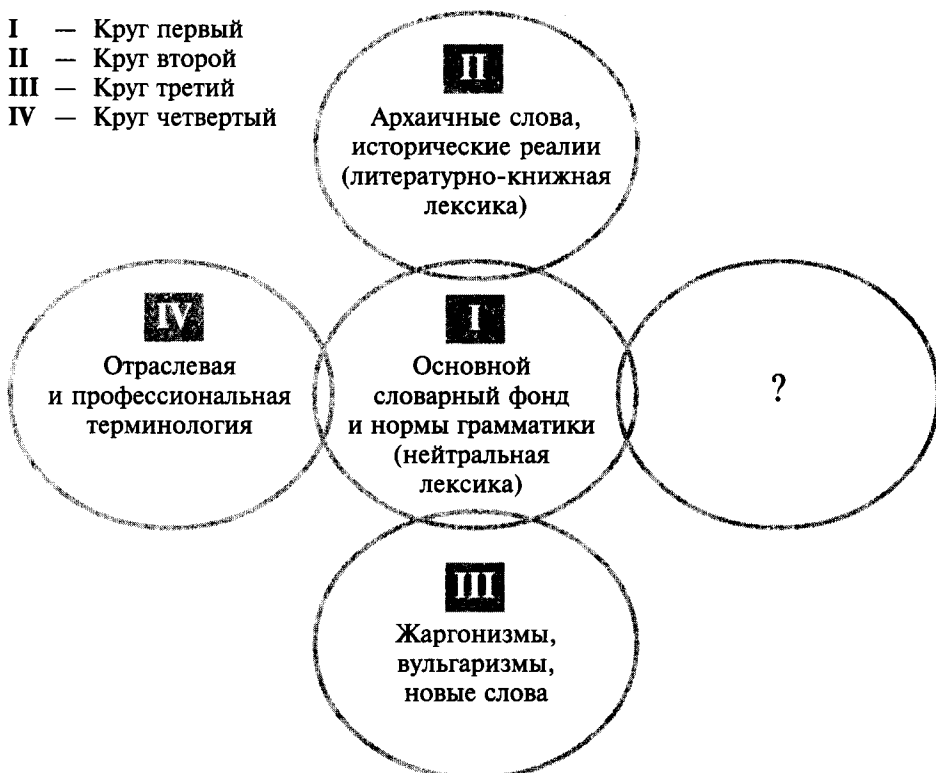 I — Круг первый
II — Круг второй
III — Круг третий
IV — Круг четвертый
II
Архаичные слова,
исторические реалии
(литературно-книжная
лексика)
IV
Отраслевая
и профессиональная
терминология
I
Основной
словарный фонд
и нормы грамматики
(нейтральная
лексика)
?
III
Жаргонизмы,
вульгаризмы,
новые слова